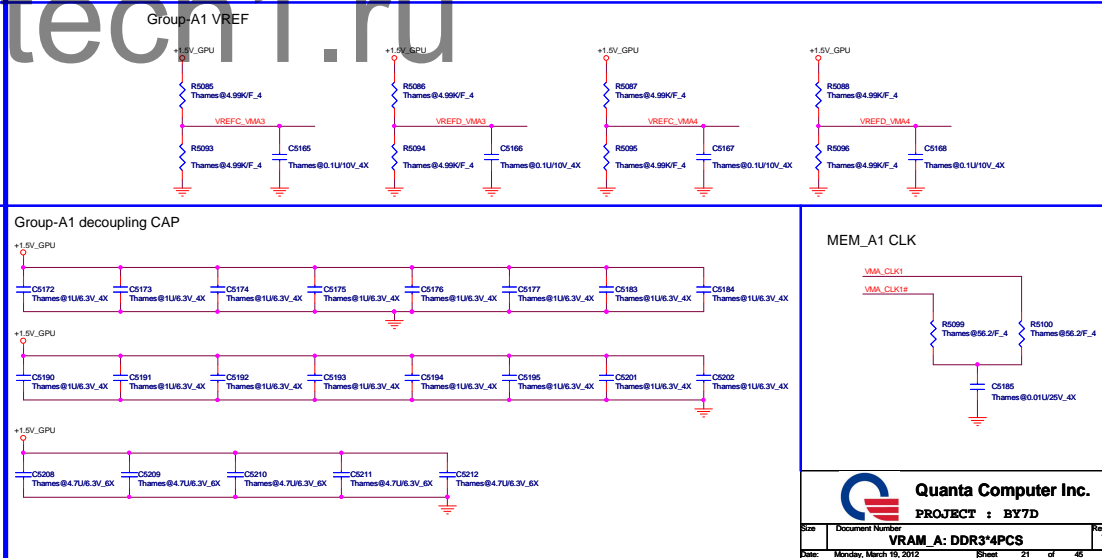 tech1.ru
Group-A1 VREF
+1.5V_GPU
+1.5V_GPU
+1.5V_GPU
+1.5V_GPU
R5085
Thames@4.99K/F_4
R5086
Thames@4.99K/F_4
R5087
Thames@4.99K/F_4
R5088
Thames@4.99K/F_4
VREFC_VMA3
VREFD_VMA3
VREFC_VMA4
VREFD_VMA4
R5093
Thames@4.99K/F_4
C5165
Thames@0.1U/10V_4X
R5094
Thames@4.99K/F_4
C5166
Thames@0.1U/10V_4X
R5095
Thames@4.99K/F_4
C5167
Thames@0.1U/10V_4X
R5096
Thames@4.99K/F_4
C5168
Thames@0.1U/10V_4X
Group-A1 decoupling CAP
+1.5V_GPU
C5172
Thames@1U/6.3V_4X
C5173
Thames@1U/6.3V_4X
C5174
Thames@1U/6.3V_4X
C5175
Thames@1U/6.3V_4X
C5176
Thames@1U/6.3V_4X
C5177
Thames@1U/6.3V_4X
C5183
Thames@1U/6.3V_4X
C5184
Thames@1U/6.3V_4X
+1.5V_GPU
C5190
Thames@1U/6.3V_4X
C5191
Thames@1U/6.3V_4X
C5192
Thames@1U/6.3V_4X
C5193
Thames@1U/6.3V_4X
C5194
Thames@1U/6.3V_4X
C5195
Thames@1U/6.3V_4X
C5201
Thames@1U/6.3V_4X
C5202
Thames@1U/6.3V_4X
+1.5V_GPU
C5208
Thames@4.7U/6.3V_6X
C5209
Thames@4.7U/6.3V_6X
C5210
Thames@4.7U/6.3V_6X
C5211
Thames@4.7U/6.3V_6X
C5212
Thames@4.7U/6.3V_6X
MEM_A1 CLK
VMA_CLK1
VMA_CLK1#
R5099
Thames@56.2/F_4
R5100
Thames@56.2/F_4
C5185
Thames@0.01U/25V_4X
Quanta Computer Inc.
PROJECT : BY7D
Size Document Number Re
VRAM_A: DDR3*4PCS
Date: Monday, March 19, 2012 Sheet 21 of 45